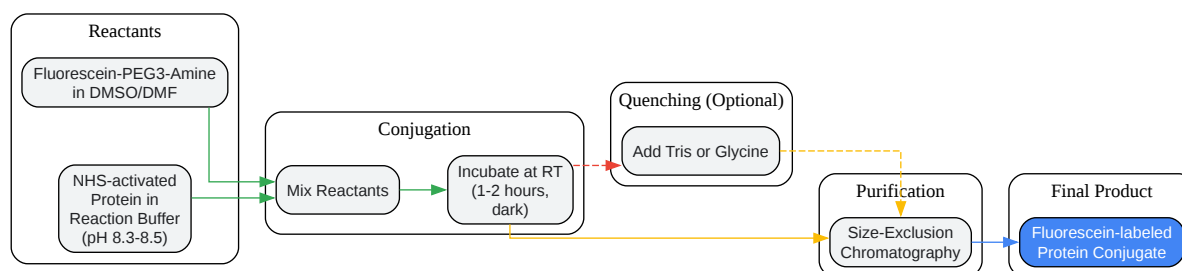 Reactants
Fluorescein-PEG3-Amine
in DMSO/DMF
NHS-activated
Protein in
Reaction Buffer
(pH 8.3-8.5)
Conjugation
Mix Reactants
Incubate at RT
(1-2 hours,
dark)
Quenching (Optional)
Add Tris or Glycine
Purification
Size-Exclusion
Chromatography
Final Product
Fluorescein-labeled
Protein Conjugate